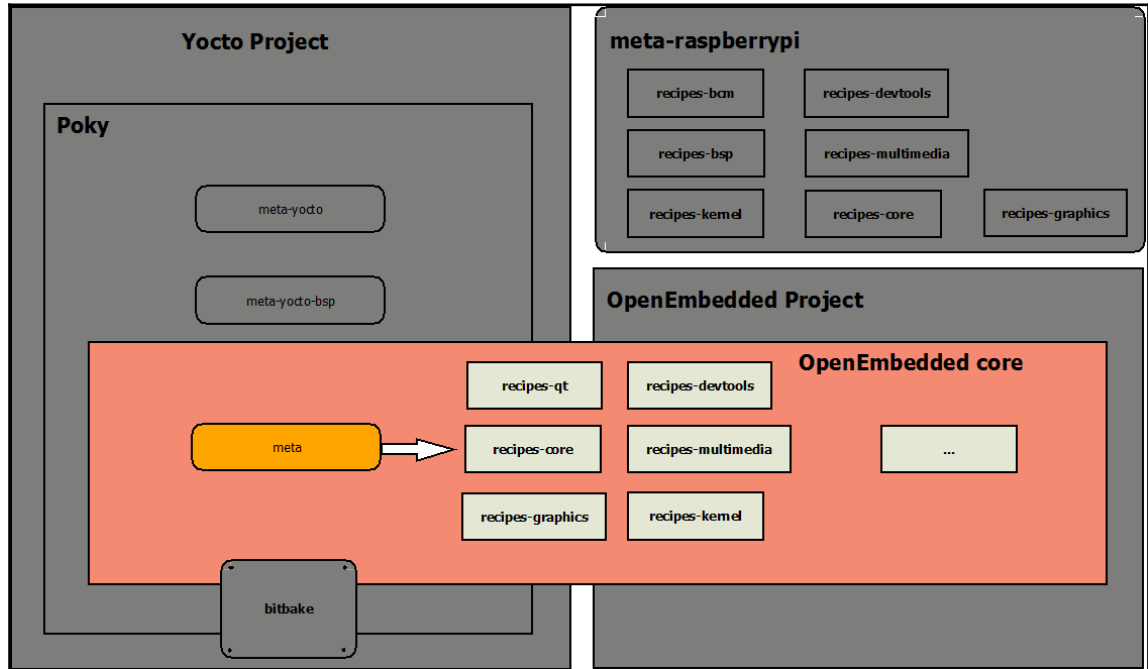 Yocto Project
Poky
meta-yocto
meta-yocto-bsp
meta-raspberrypi
recipes-bcm
recipes-devtools
recipes-bsp
recipes-multimedia
recipes-kernel
recipes-core
recipes-graphics
OpenEmbedded Project
OpenEmbedded core
recipes-qt
recipes-devtools
meta
recipes-core
recipes-multimedia
...
recipes-graphics
recipes-kernel
bitbake